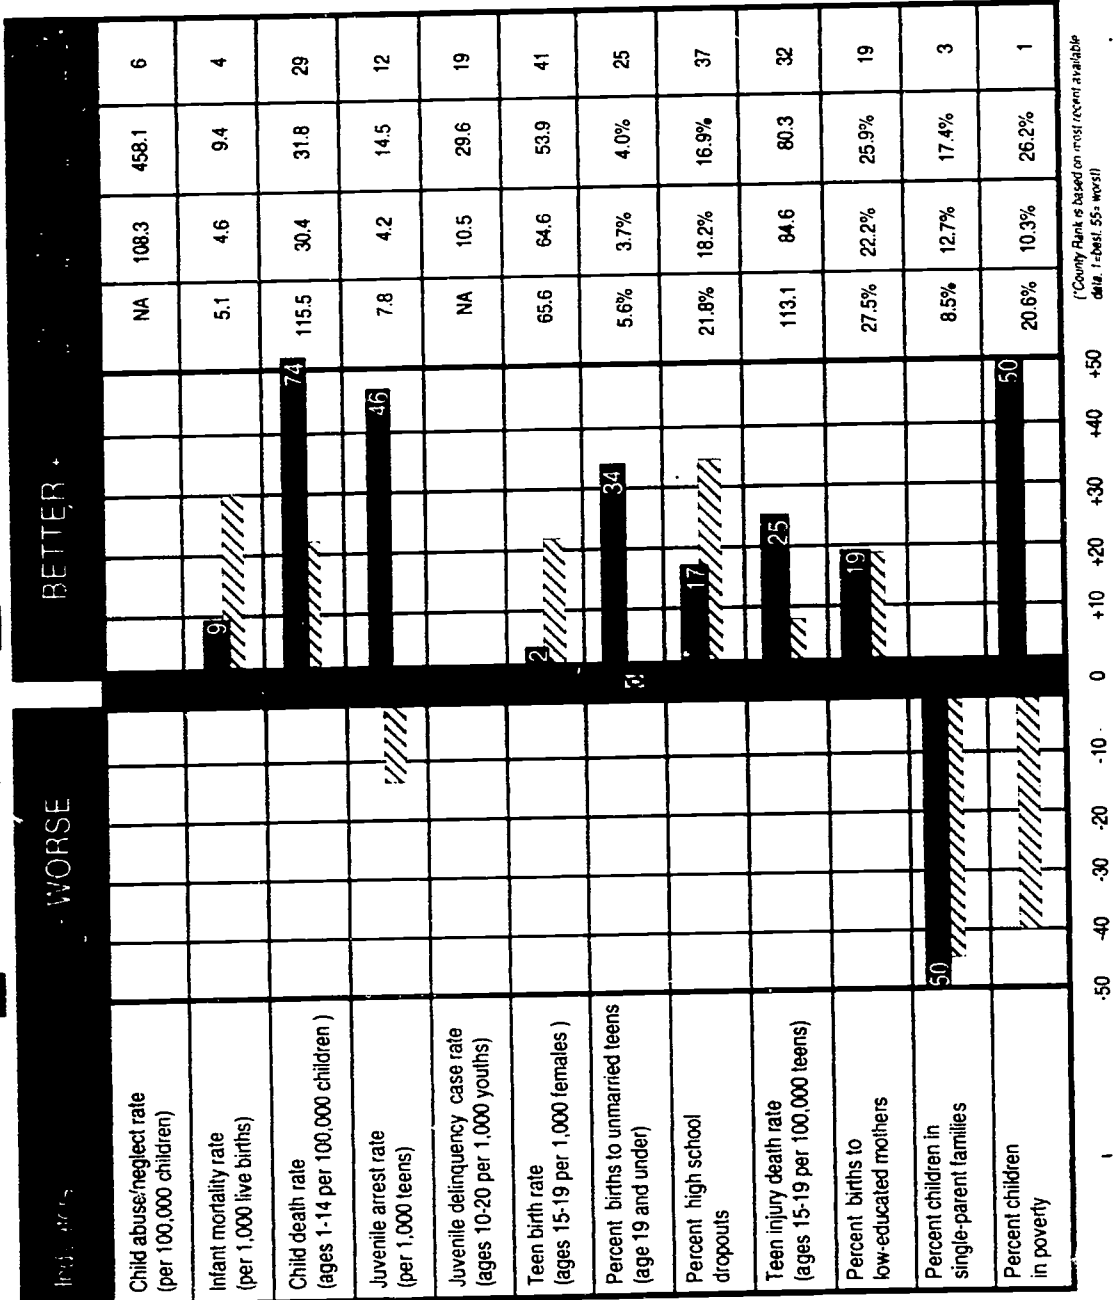 - WORSE
BETTER +
Child abuse/neglect rate
(per 100,000 children)
NA 108.3 458.1 6
Infant mortality rate
(per 1,000 live births)
9
5.1 4.6 9.4 4
Child death rate
(ages 1-14 per 100,000 children )
74
115.5 30.4 31.8 29
Juvenile arrest rate
(per 1,000 teens)
46
7.8 4.2 14.5 12
Juvenile delinquency case rate
(ages 10-20 per 1,000 youths)
NA 10.5 29.6 19
Teen birth rate
(ages 15-19 per 1,000 females )
2
65.6 64.6 53.9 41
Percent births to unmarried teens
(age 19 and under)
34
5.6% 3.7% 4.0% 25
Percent high school
dropouts
17
21.8% 18.2% 16.9% 37
Teen injury death rate
(ages 15-19 per 100,000 teens)
25
113.1 84.6 80.3 32
Percent births to
low-educated mothers
19
27.5% 22.2% 25.9% 19
Percent children in
single-parent families
50
8.5% 12.7% 17.4% 3
Percent children
in poverty
50
20.6% 10.3% 26.2% 1
-50 -40 -30 -20 -10 0 +10 +20 +30 +40 +50
(*County Rank is based on most recent available
data. 1=best. 55= worst)